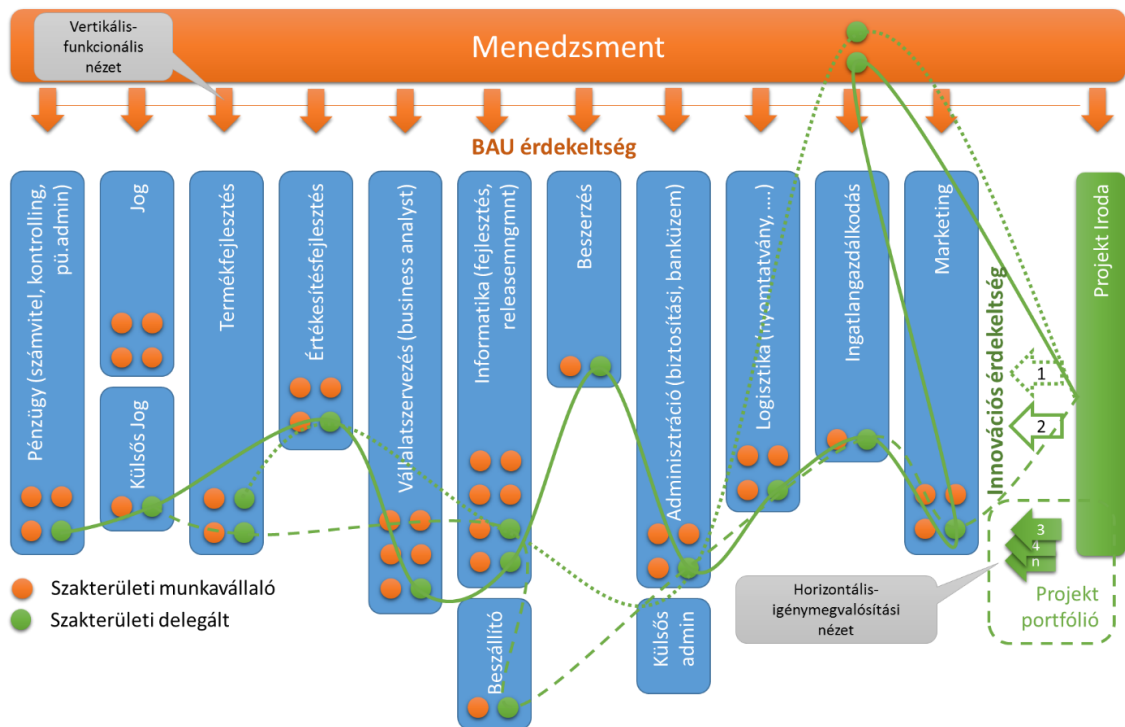 Menedzsment
Vertikális-
funkcionális
nézet
BAU érdekeltség
Pénzügy (számvitel, kontrolling,
pü.admin)
Jog
Külsős Jog
Termékfejlesztés
Értékesítésfejlesztés
Vállalatszervezés (business analyst)
Informatika (fejlesztés,
releasemengmnt)
Beszállító
Beszerzés
Adminisztráció (biztosítási, banküzem)
Külsős
admin
Logisztika (nyomtatvány, ....)
Ingatlangazdálkodás
Marketing
Innovációs érdekeltség
1
2
3
4
n
Projekt Iroda
Projekt
portfólió
Horizontális-
igénymegvalósítási
nézet
Szakterületi munkavállaló
Szakterületi delegált